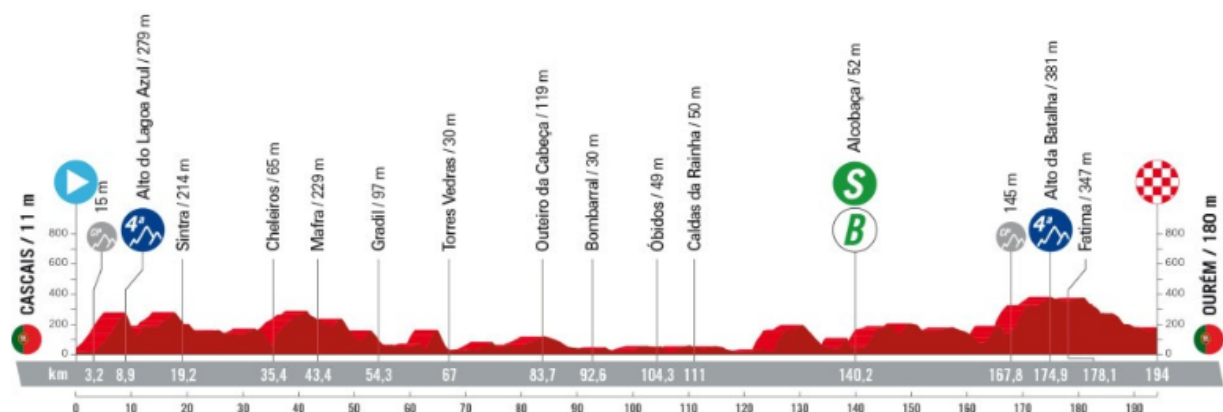 CASCAIS / 11 m
15 m
Alto do Lagoa Azul / 279 m
4ª
Sintra / 214 m
Cheleiros / 65 m
Mafra / 229 m
Gradil / 97 m
Torres Vedras / 30 m
Outeiro da Cabeça / 119 m
Bombarral / 30 m
Óbidos / 49 m
Caldas da Rainha / 50 m
Alcobaça / 52 m
S
B
145 m
Alto da Batalha / 381 m
4ª
Fatima / 347 m
OURÉM / 180 m
800 800
600 600
400 400
200 200
0 0
km 3,2 8,9 19,2 35,4 43,4 54,3 67 83,7 92,6 104,3 111 140,2 167,8 174,9 178,1 194
0 10 20 30 40 50 60 70 80 90 100 110 120 130 140 150 160 170 180 190